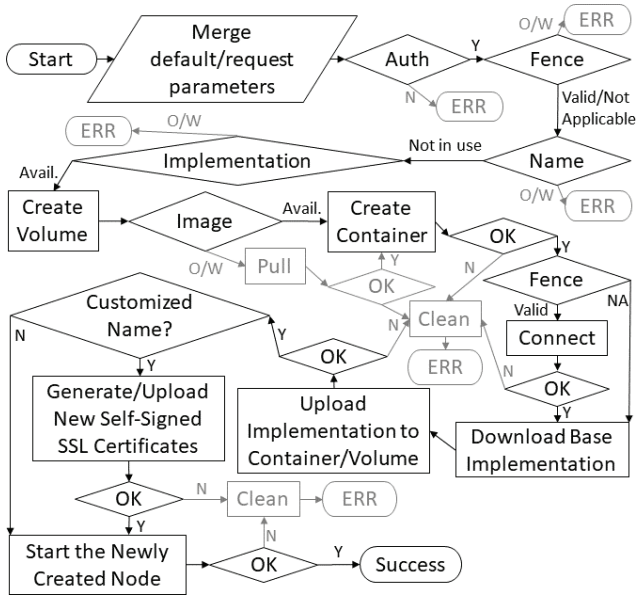 Start
Merge
default/request
parameters
Auth
Y
N
ERR
Fence
O/W
ERR
Valid/Not
Applicable
Name
O/W
ERR
Not in use
Implementation
O/W
ERR
Avail.
Create
Volume
Image
Avail.
O/W
Pull
Create
Container
Y
OK
N
OK
Y
N
Fence
NA
Valid
Connect
Clean
ERR
OK
N
Y
Download Base
Implementation
Upload
Implementation to
Container/Volume
OK
N
Y
Customized
Name?
N
Y
Generate/Upload
New Self-Signed
SSL Certificates
OK
N
Clean
ERR
Y
Start the Newly
Created Node
OK
N
Y
Success